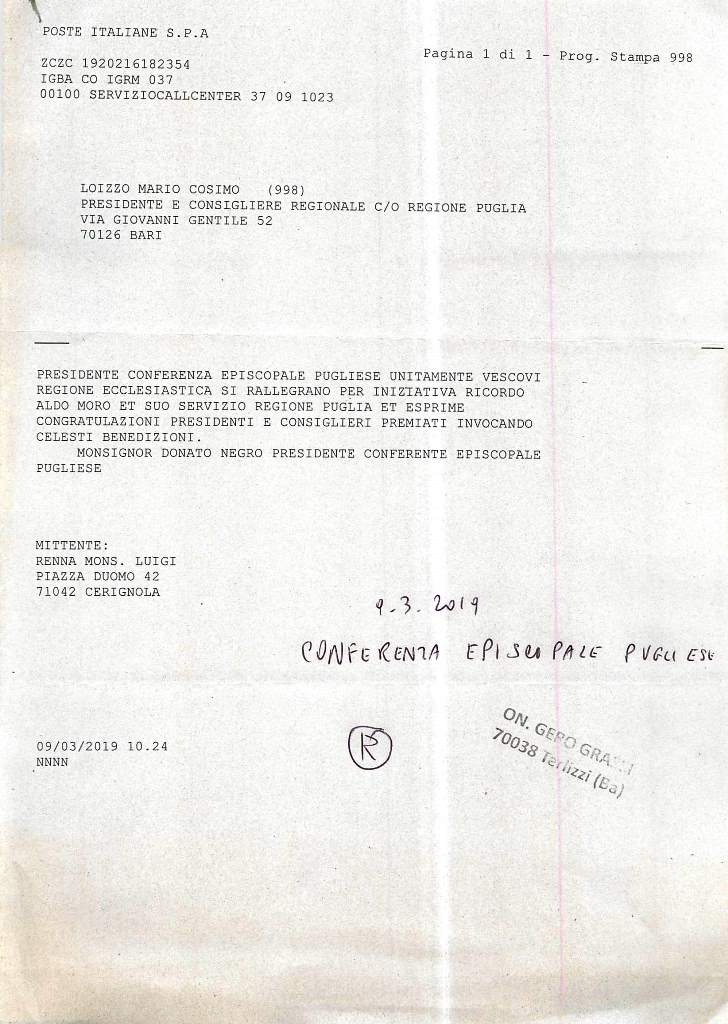 POSTE ITALIANE S.P.A
Pagina 1 di 1 - Prog. Stampa 998
ZCZC 1920216182354
IGBA CO IGRM 037
00100 SERVIZIOCALLCENTER 37 09 1023
LOIZZO MARIO COSIMO (998)
PRESIDENTE E CONSIGLIERE REGIONALE C/O REGIONE PUGLIA
VIA GIOVANNI GENTILE 52
70126 BARI
PRESIDENTE CONFERENZA EPISCOPALE PUGLIESE UNITAMENTE VESCOVI
REGIONE ECCLESIASTICA SI RALLEGRANO PER INIZIATIVA RICORDO
ALDO MORO ET SUO SERVIZIO REGIONE PUGLIA ET ESPRIME
CONGRATULAZIONI PRESIDENTI E CONSIGLIERI PREMIATI INVOCANDO
CELESTI BENEDIZIONI.
MONSIGNOR DONATO NEGRO PRESIDENTE CONFERENTE EPISCOPALE
PUGLIESE
MITTENTE:
RENNA MONS. LUIGI
PIAZZA DUOMO 42
71042 CERIGNOLA
9.3.2019
CONFERENZA EPISCOPALE PUGLIESE
09/03/2019 10.24
NNNN
ON. GERO
70038 Terlizzi (Ba)